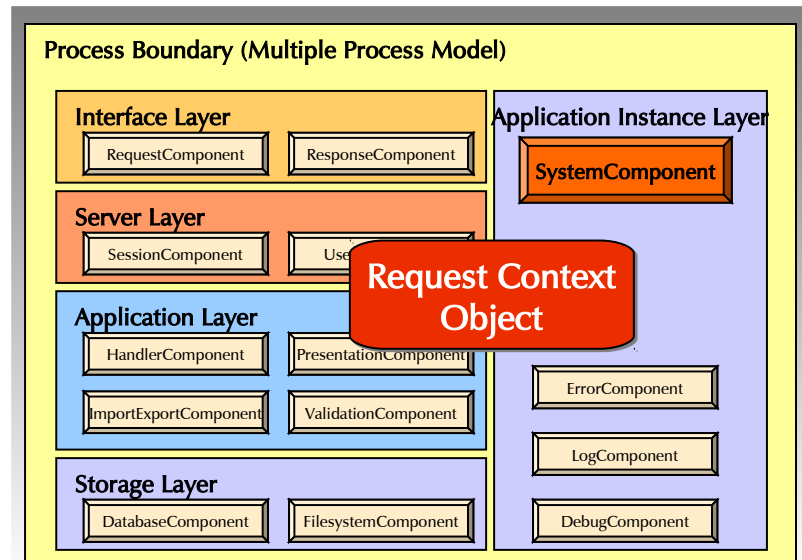 Process Boundary (Multiple Process Model)
Interface Layer
RequestComponent
ResponseComponent
Server Layer
SessionComponent
Application Layer
HandlerComponent
PresentationComponent
ImportExportComponent
ValidationComponent
Storage Layer
DatabaseComponent
FilesystemComponent
Application Instance Layer
SystemComponent
Request Context
Object
ErrorComponent
LogComponent
DebugComponent